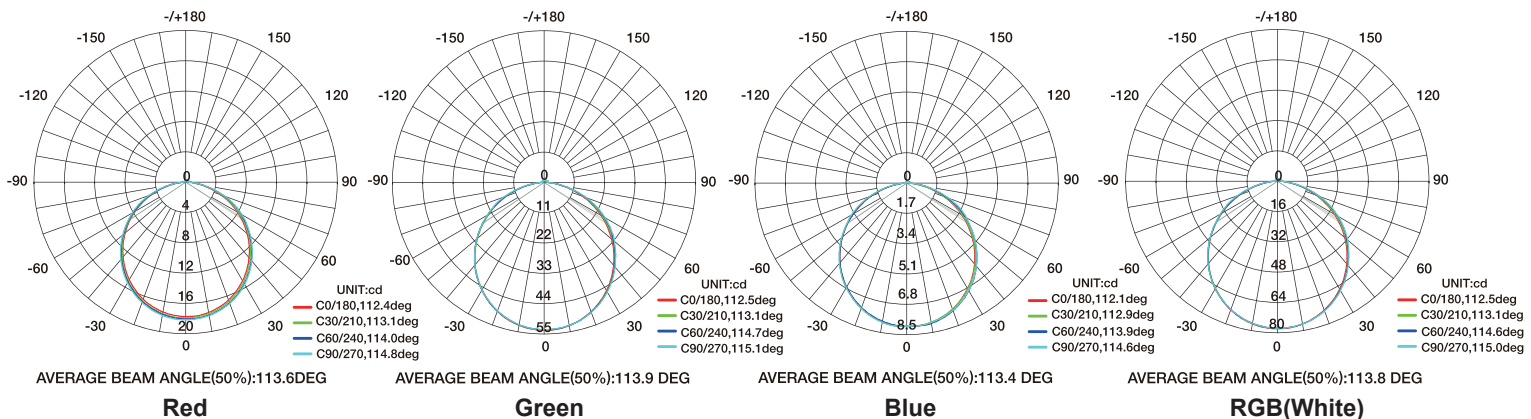 -/+180
-150 150
-120 120
-90 90
-60 60
-30 30
0
0
4
8
12
16
20
UNIT:cd
C0/180,112.4deg
C30/210,113.1deg
C60/240,114.0deg
C90/270,114.8deg
AVERAGE BEAM ANGLE(50%):113.6DEG
Red
-/+180
-150 150
-120 120
-90 90
-60 60
-30 30
0
0
11
22
33
44
55
UNIT:cd
C0/180,112.5deg
C30/210,113.1deg
C60/240,114.7deg
C90/270,115.1deg
AVERAGE BEAM ANGLE(50%):113.9 DEG
Green
-/+180
-150 150
-120 120
-90 90
-60 60
-30 30
0
0
1.7
3.4
5.1
6.8
8.5
UNIT:cd
C0/180,112.1deg
C30/210,112.9deg
C60/240,113.9deg
C90/270,114.6deg
AVERAGE BEAM ANGLE(50%):113.4 DEG
Blue
-/+180
-150 150
-120 120
-90 90
-60 60
-30 30
0
0
16
32
48
64
80
UNIT:cd
C0/180,112.5deg
C30/210,113.1deg
C60/240,114.6deg
C90/270,115.0deg
AVERAGE BEAM ANGLE(50%):113.8 DEG
RGB(White)